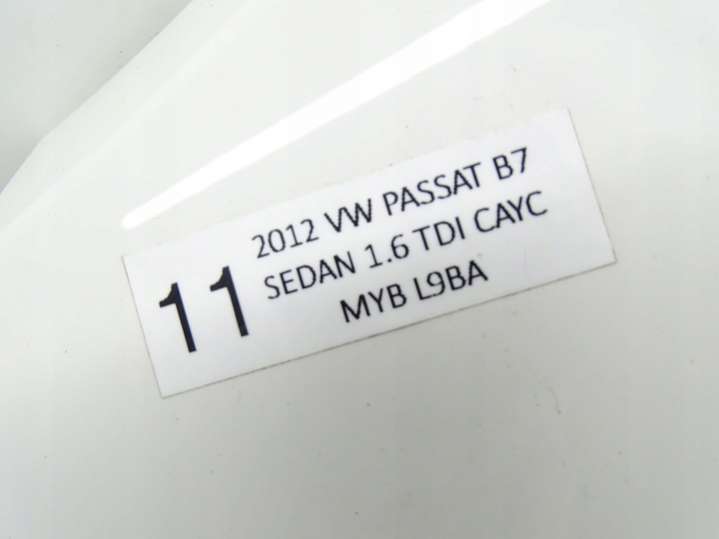 11
2012 VW PASSAT B7
SEDAN 1.6 TDI CAYC
MYB L9BA